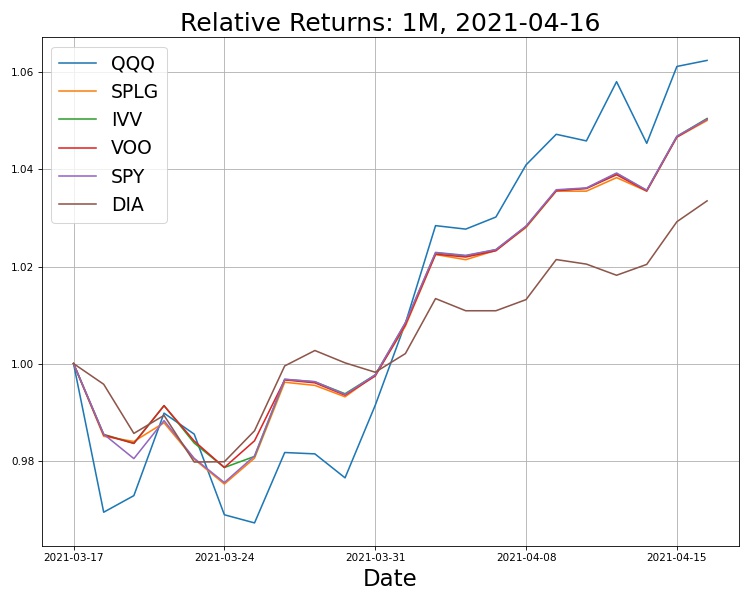 Relative Returns: 1M, 2021-04-16
QQQ
SPLG
IVV
VOO
SPY
DIA
1.06
1.04
1.02
1.00
0.98
2021-03-17
2021-03-24
2021-03-31
2021-04-08
2021-04-15
Date